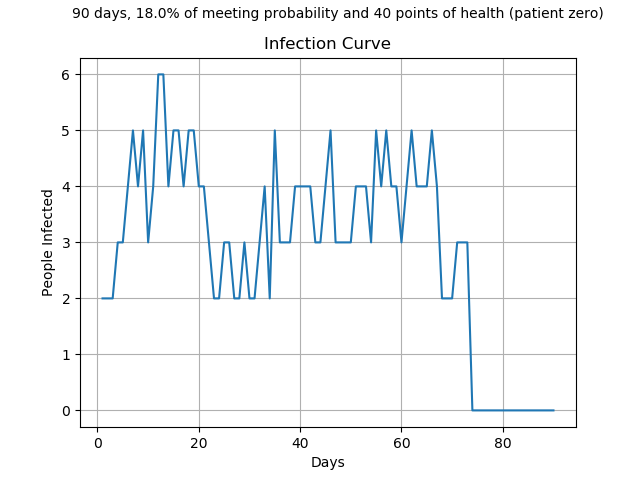 90 days, 18.0% of meeting probability and 40 points of health (patient zero)
Infection Curve
6
5
4
3
2
1
0
People Infected
0 20 40 60 80
Days